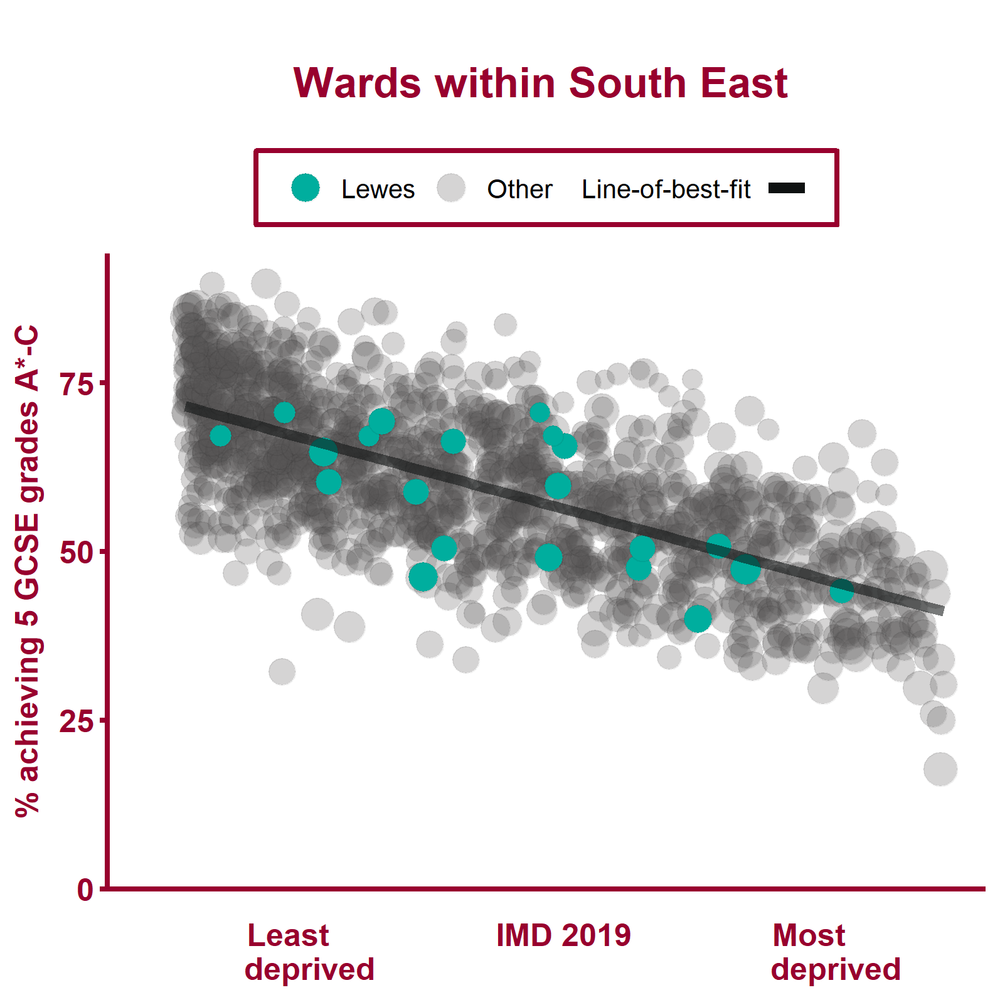 Wards within South East
Lewes Other Line-of-best-fit
% achieving 5 GCSE grades A*-C
75
50
25
0
Least deprived
IMD 2019
Most deprived